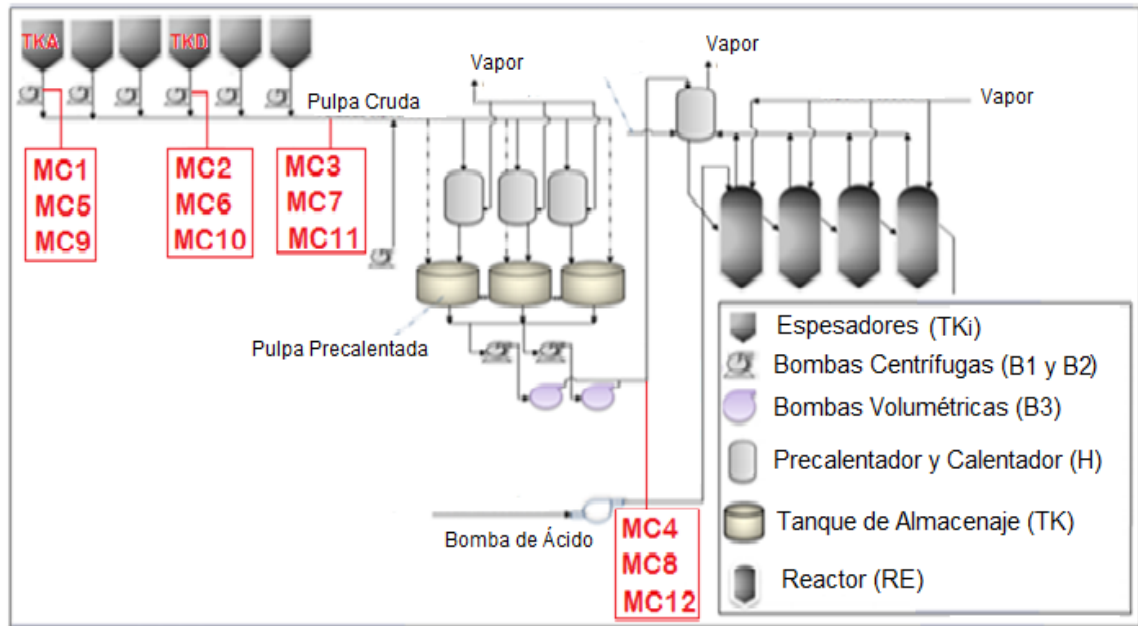 TKA
TKD
Vapor
Vapor
Pulpa Cruda
Vapor
MC1
MC5
MC9
MC2
MC6
MC10
MC3
MC7
MC11
Pulpa Precalentada
Bomba de Ácido
MC4
MC8
MC12
Espesadores (TKi)
Bombas Centrífugas (B1 y B2)
Bombas Volumétricas (B3)
Precalentador y Calentador (H)
Tanque de Almacenaje (TK)
Reactor (RE)